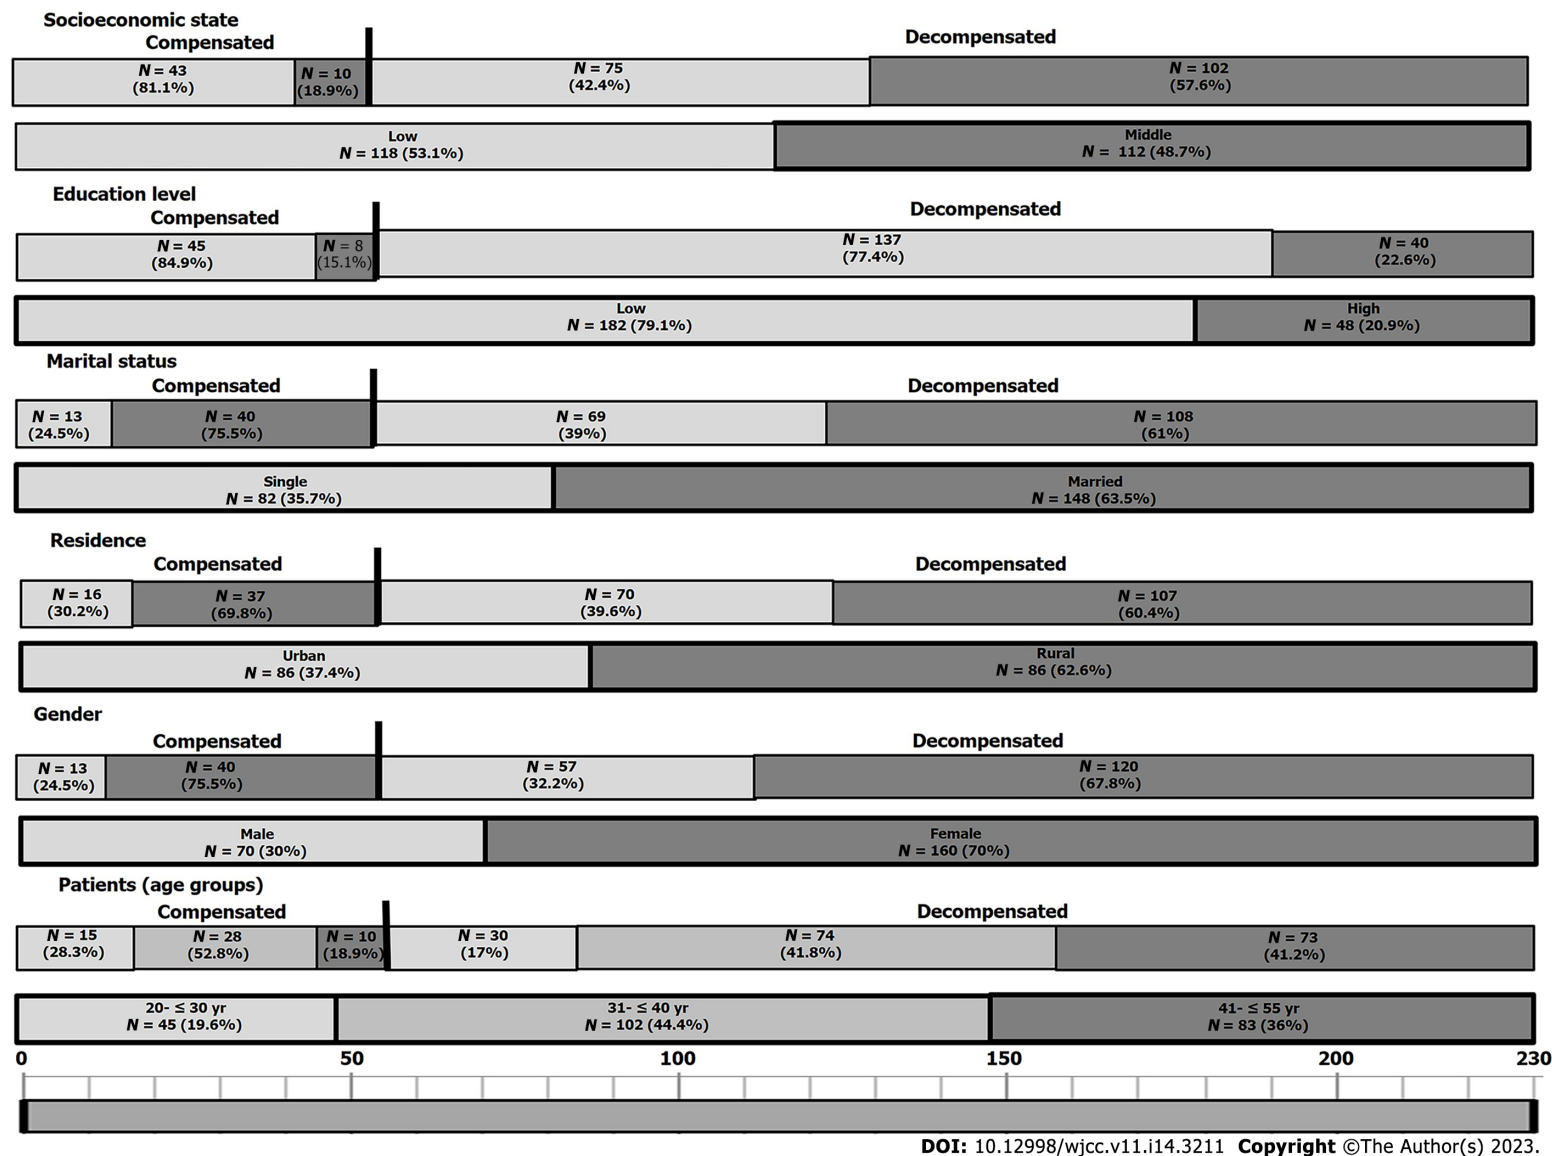 Socioeconomic state
Compensated
Decompensated
N = 43
(81.1%)
N = 10
(18.9%)
N = 75
(42.4%)
N = 102
(57.6%)
Low
N = 118 (53.1%)
Middle
N = 112 (48.7%)
Education level
Compensated
Decompensated
N = 45
(84.9%)
N = 8
(15.1%)
N = 137
(77.4%)
N = 40
(22.6%)
Low
N = 182 (79.1%)
High
N = 48 (20.9%)
Marital status
Compensated
Decompensated
N = 13
(24.5%)
N = 40
(75.5%)
N = 69
(39%)
N = 108
(61%)
Single
N = 82 (35.7%)
Married
N = 148 (63.5%)
Residence
Compensated
Decompensated
N = 16
(30.2%)
N = 37
(69.8%)
N = 70
(39.6%)
N = 107
(60.4%)
Urban
N = 86 (37.4%)
Rural
N = 86 (62.6%)
Gender
Compensated
Decompensated
N = 13
(24.5%)
N = 40
(75.5%)
N = 57
(32.2%)
N = 120
(67.8%)
Male
N = 70 (30%)
Female
N = 160 (70%)
Patients (age groups)
Compensated
Decompensated
N = 15
(28.3%)
N = 28
(52.8%)
N = 10
(18.9%)
N = 30
(17%)
N = 74
(41.8%)
N = 73
(41.2%)
20- ≤ 30 yr
N = 45 (19.6%)
31- ≤ 40 yr
N = 102 (44.4%)
41- ≤ 55 yr
N = 83 (36%)
0 50 100 150 200 230
DOI: 10.12998/wjcc.v11.i14.3211 Copyright ©The Author(s) 2023.